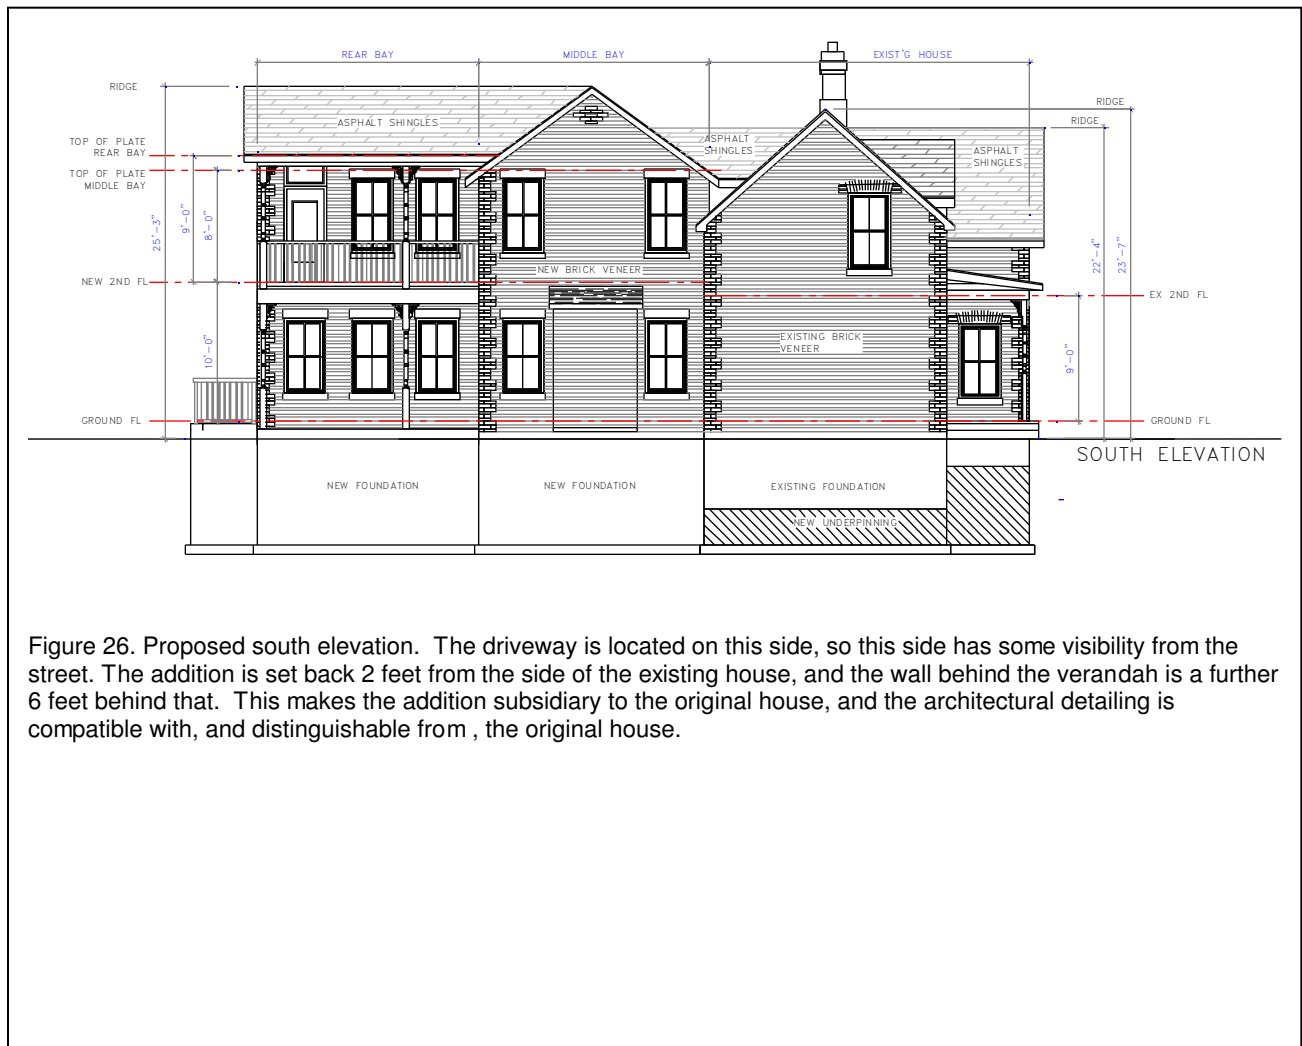 REAR BAY
MIDDLE BAY
EXIST'G HOUSE
RIDGE
RIDGE
RIDGE
ASPHALT SHINGLES
TOP OF PLATE
REAR BAY
TOP OF PLATE
MIDDLE BAY
ASPHALT
SHINGLES
ASPHALT
SHINGLES
25'-3"
9'-0"
8'-0"
22'-4"
23'-7"
NEW BRICK VENEER
NEW 2ND FL
EX 2ND FL
EXISTING BRICK
VENEER
10'-0"
9'-0"
GROUND FL
GROUND FL
SOUTH ELEVATION
NEW FOUNDATION
NEW FOUNDATION
EXISTING FOUNDATION
NEW UNDERPINNING
Figure 26. Proposed south elevation. The driveway is located on this side, so this side has some visibility from the
street. The addition is set back 2 feet from the side of the existing house, and the wall behind the verandah is a further
6 feet behind that. This makes the addition subsidiary to the original house, and the architectural detailing is
compatible with, and distinguishable from , the original house.